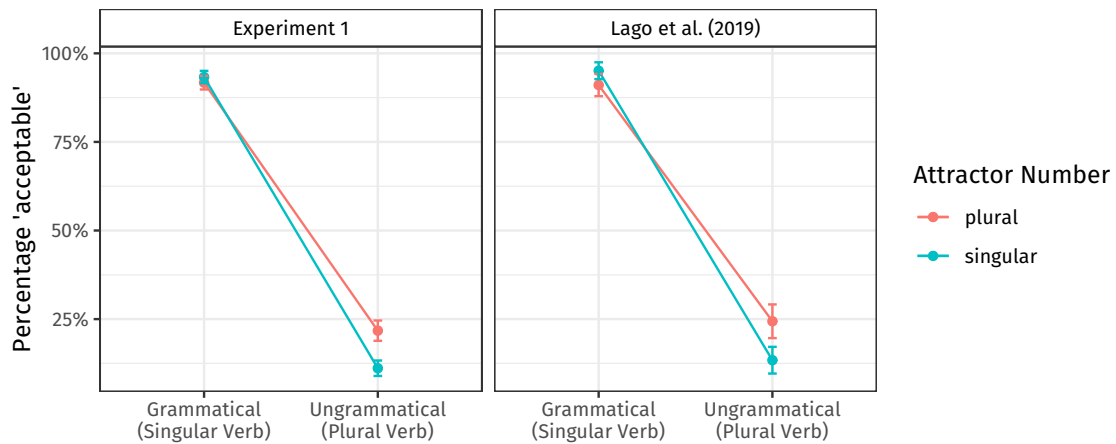 Experiment 1
Lago et al. (2019)
100%
75%
50%
25%
Percentage 'acceptable'
Grammatical
(Singular Verb)
Ungrammatical
(Plural Verb)
Grammatical
(Singular Verb)
Ungrammatical
(Plural Verb)
Attractor Number
plural
singular